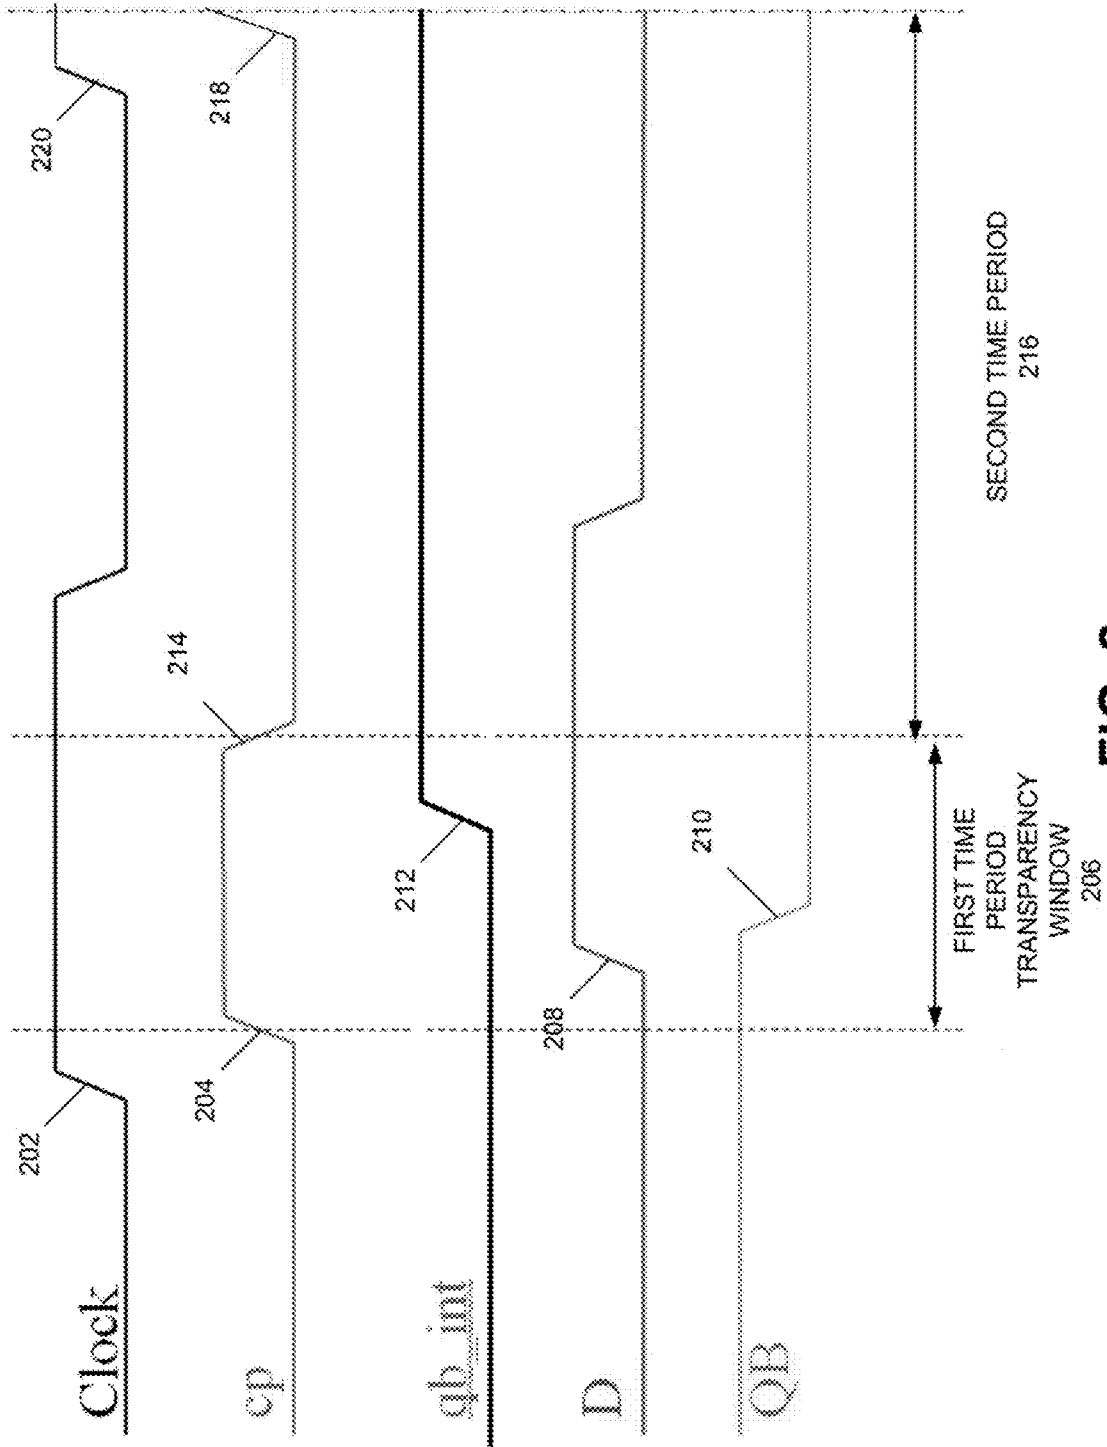 Clock
202
220
cp
204
214
218
qb_int
212
D
208
QB
210
FIRST TIME
PERIOD
TRANSPARENCY
WINDOW
206
SECOND TIME PERIOD
216